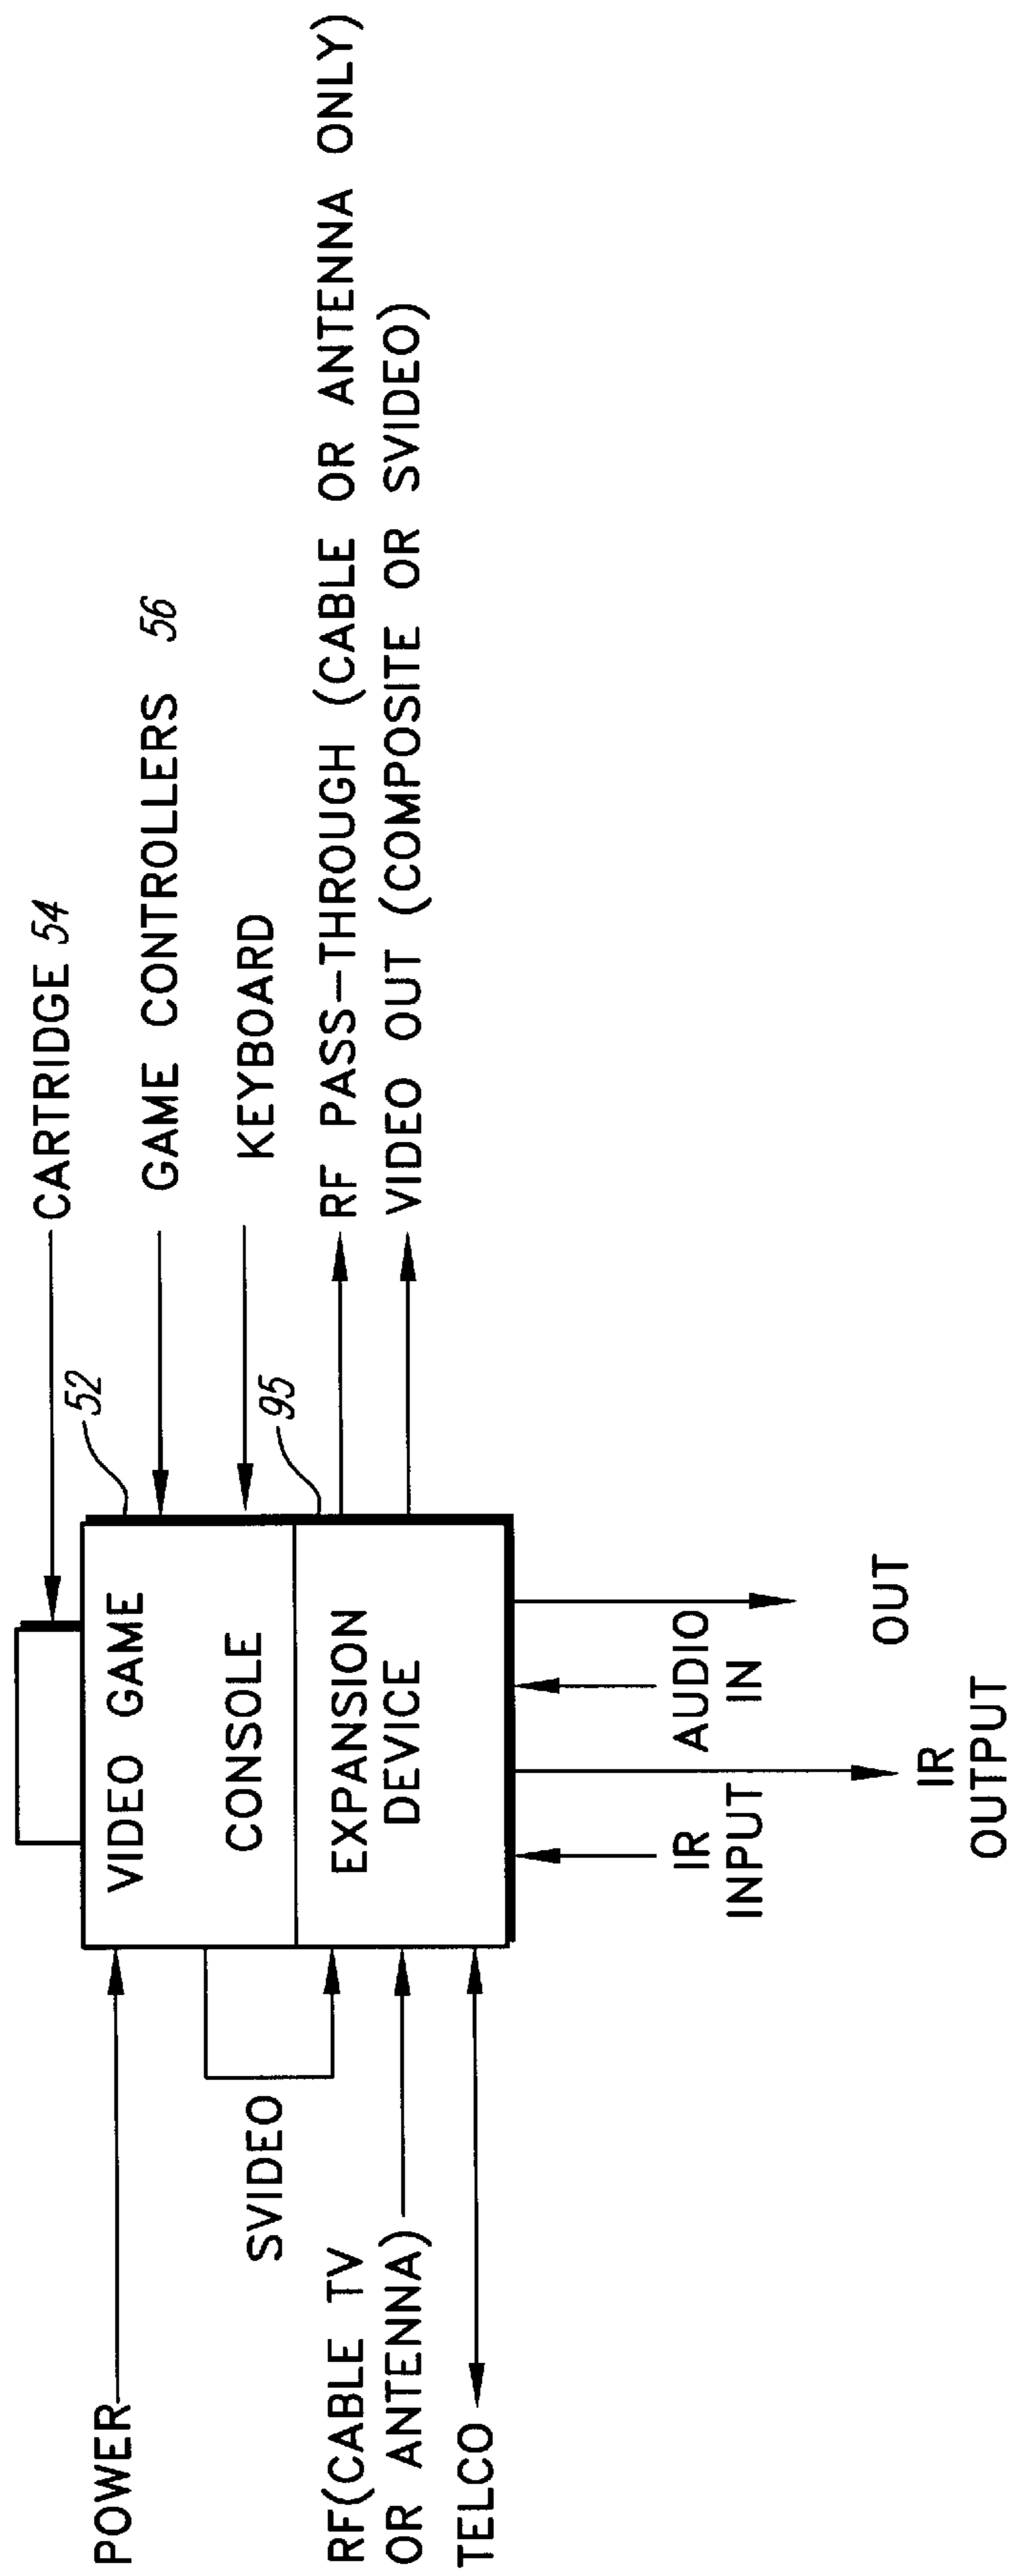 CARTRIDGE 54
52
GAME CONTROLLERS 56
KEYBOARD
95
RF PASS-THROUGH (CABLE OR ANTENNA ONLY)
VIDEO OUT (COMPOSITE OR SVIDEO)
POWER
VIDEO GAME
CONSOLE
SVIDEO
EXPANSION
DEVICE
RF(CABLE TV
OR ANTENNA)
TELCO
IR
INPUT
AUDIO
IN
OUT
IR
OUTPUT